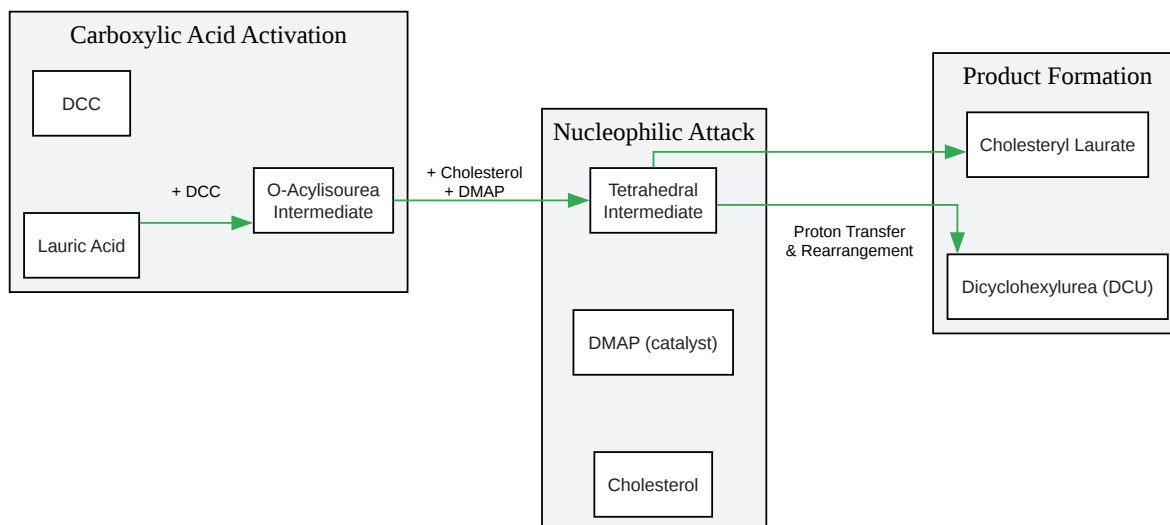 Carboxylic Acid Activation
DCC
+ DCC
O-Acylisourea
Intermediate
Lauric Acid
+ Cholesterol
+ DMAP
Nucleophilic Attack
Tetrahedral
Intermediate
DMAP (catalyst)
Cholesterol
Proton Transfer
& Rearrangement
Product Formation
Cholesteryl Laurate
Dicyclohexylurea (DCU)